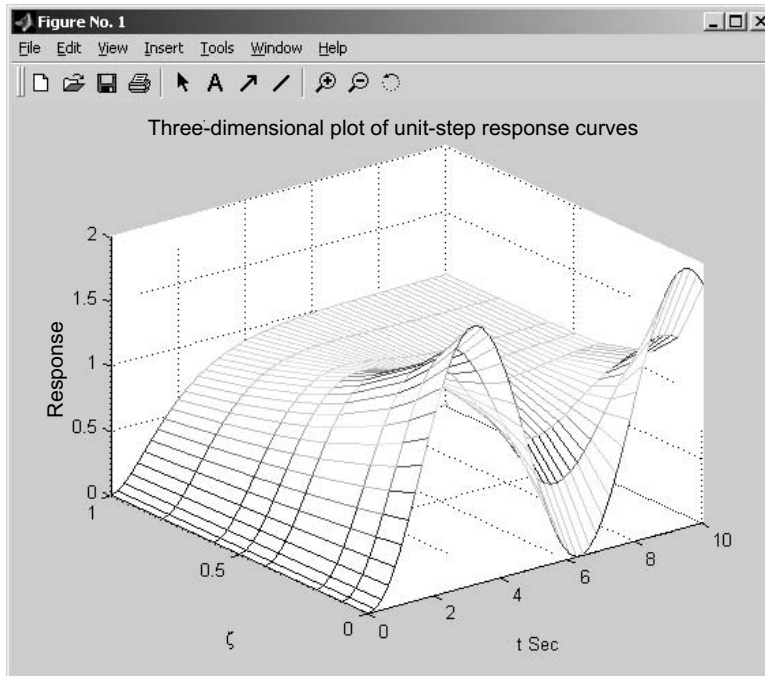 Figure No. 1
File Edit View Insert Tools Window Help
A
Three-dimensional plot of unit-step response curves
2
1.5
1
0.5
0
Response
1
0.5
0
ζ
0
2
4
6
8
10
t Sec